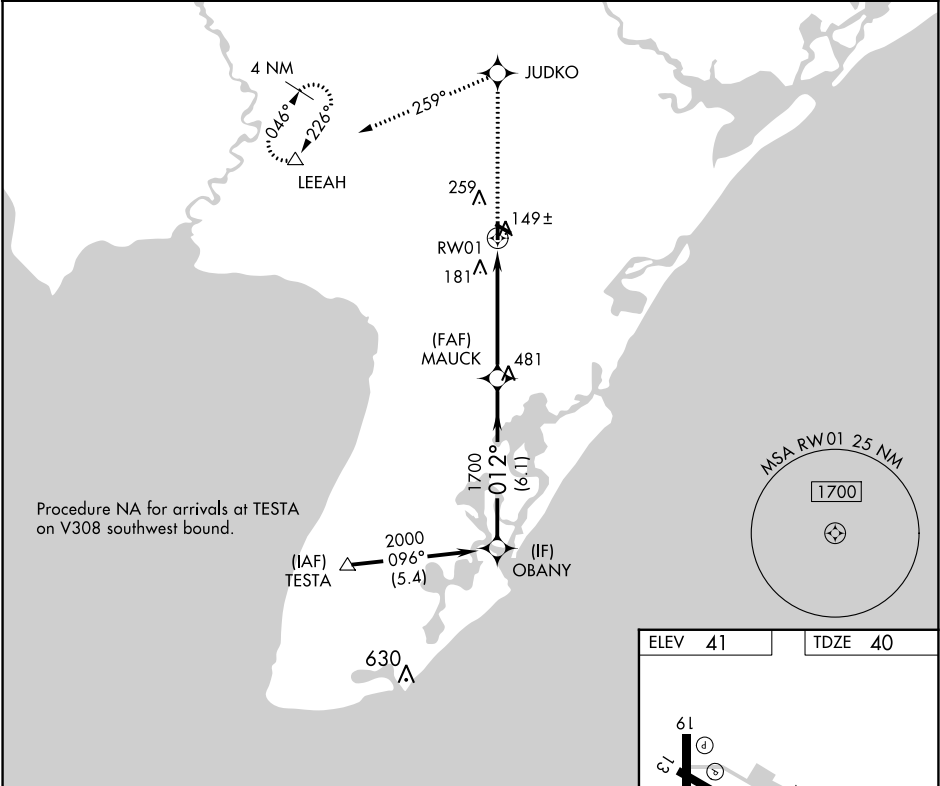 4 NM
JUDKO
259°
046°
226°
LEEAH
259
149±
RW01
181
(FAF)
MAUCK
481
1700
012°
(6.1)
MSA RW01 25 NM
1700
Procedure NA for arrivals at TESTA
on V308 southwest bound.
2000
096°
(5.4)
(IAF)
TESTA
(IF)
OBANY
630
ELEV 41
TDZE 40
19
P
13
P